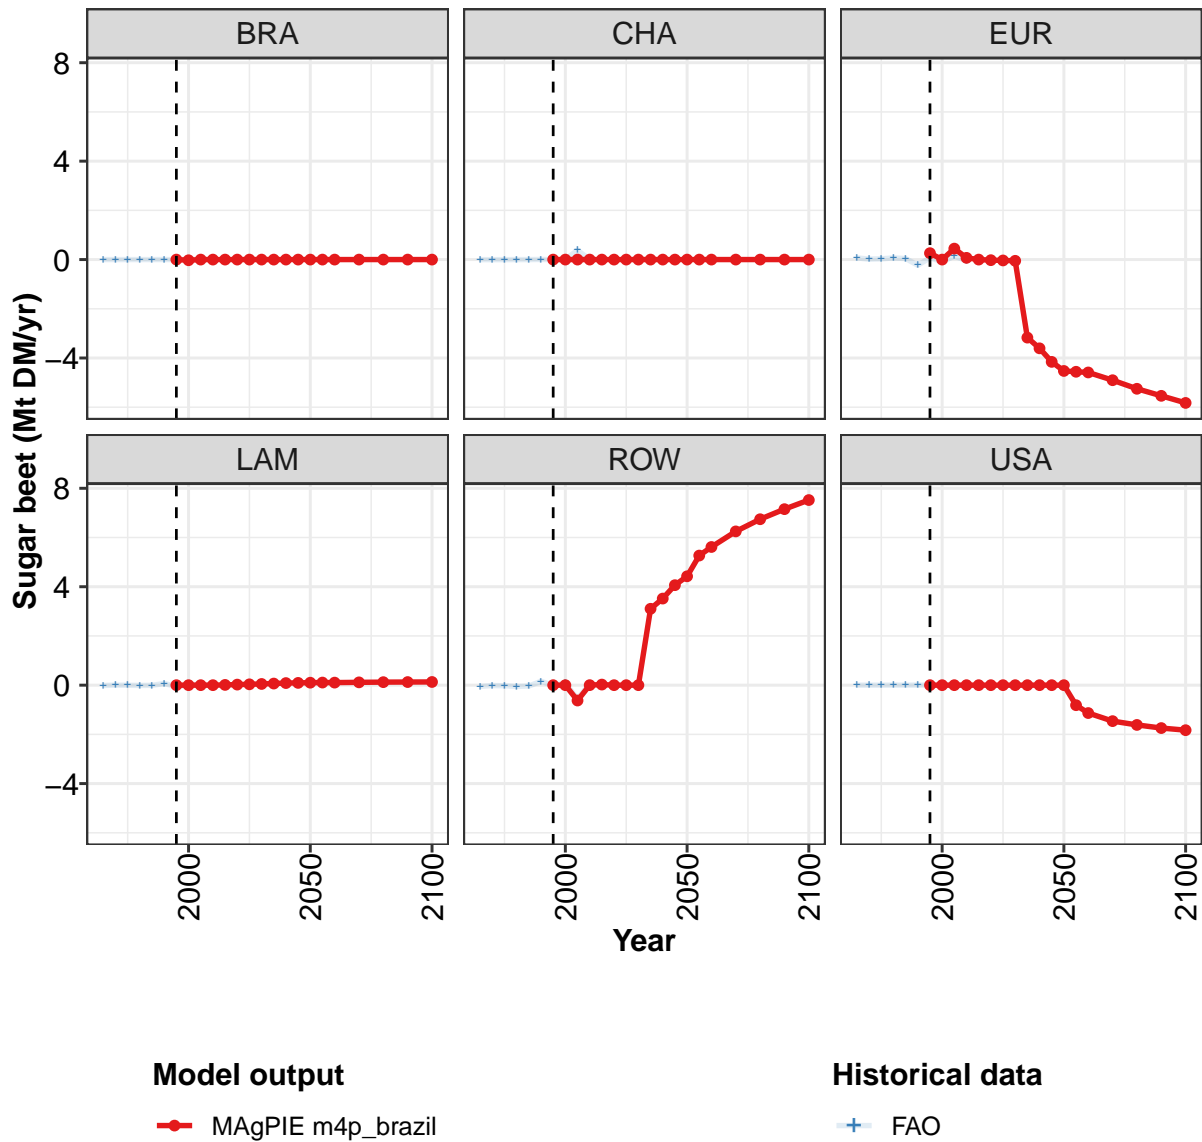 BRA CHA EUR
8
4
0
−4
LAM ROW USA
8
4
0
−4
Sugar beet (Mt DM/yr)
2000 2050 2100 2000 2050 2100 2000 2050 2100
Year
Model output Historical data
MAgPIE m4p_brazil FAO